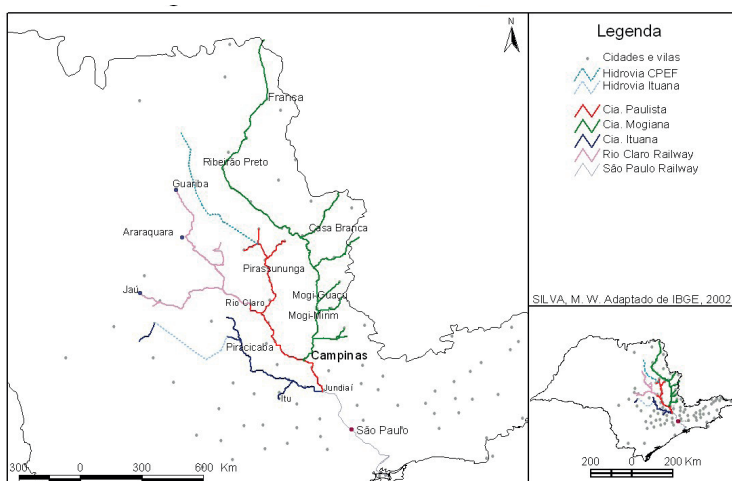 N
Franca
Ribeirão Preto
Guariba
Casa Branca
Araraquara
Pirassununga
Jaú
Mogi-Guaçu
Rio Claro
Mogi-Mirim
Piracicaba
Campinas
Itu
Jundiaí
São Paulo
300 0 300 600 Km
Legenda
Cidades e vilas
Hidrovia CPEF
Hidrovia Ituana
Cia. Paulista
Cia. Mogiana
Cia. Ituana
Rio Claro Railway
São Paulo Railway
SILVA, M. W. Adaptado de IBGE, 2002
200 0 200 Km